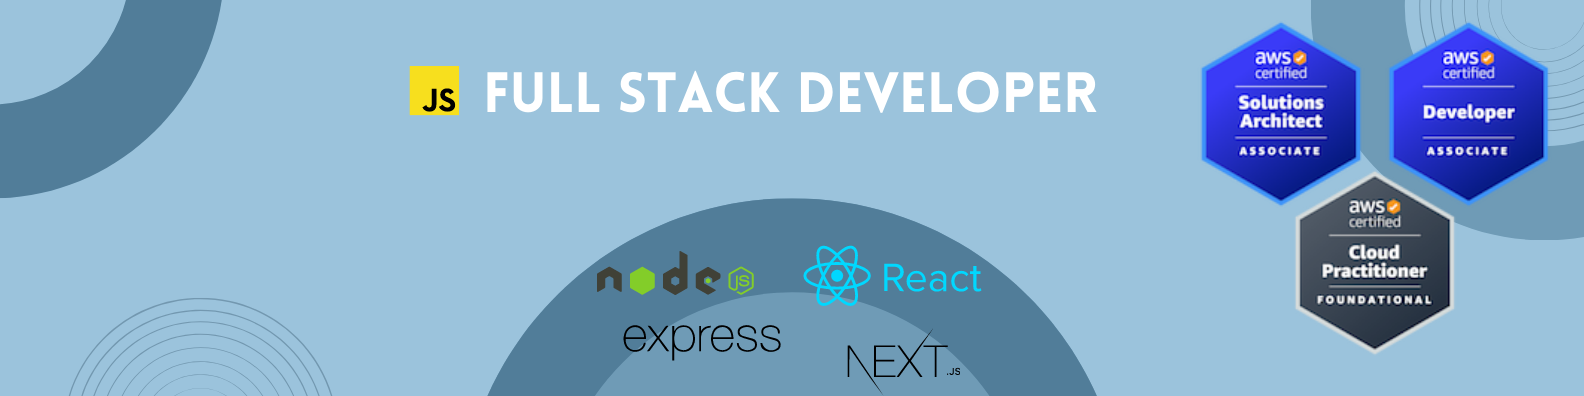 JS FULL STACK DEVELOPER
aws
certified
Solutions
Architect
ASSOCIATE
aws
certified
Developer
ASSOCIATE
aws
certified
Cloud
Practitioner
FOUNDATIONAL
node JS
React
express
NEXT.JS